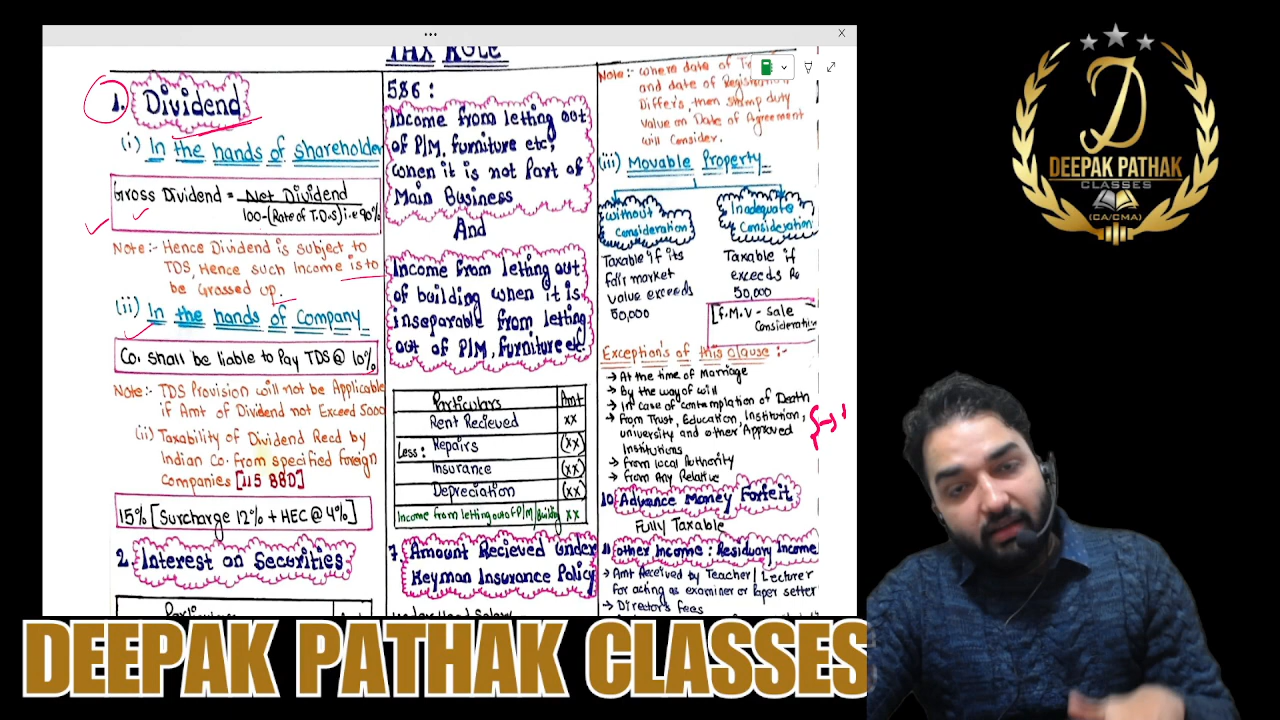 TAX RULE
1. Dividend
(i) In the hands of shareholder
Gross Dividend = Net Dividend
100-(Rate of T.D.S) i.e 90%
Note:- Hence Dividend is subject to
TDS, Hence such Income is to
be Grossed up.
(ii) In the hands of Company
Co. shall be liable to Pay TDS@ 10%
Note:- TDS Provision will not be Applicable
if Amt of Dividend not Exceed 5000
(ii) Taxability of Dividend Recd by
Indian Co. from specified foreign
companies [115 BBD]
15% [Surcharge 12% + HEC@ 4%]
2. Interest on Securities
Particulars Amt
5&6:
Income from letting out
of P/M, furniture etc,
when it is not Part of
Main Business
And
Income from letting out
of building when it is
inseparable from letting
out of P/M, furniture etc.
Particulars Amt
Rent Recieved xx
Less: Repairs (xx)
Insurance (xx)
Depreciation (xx)
Income from letting out of P/M/Building xx
7. Amount Recieved Under
Keyman Insurance Policy
Under Head Salary
Note:- where date of
and date of
Differs then stamp duty
Value on Date of Agreement
will Consider.
(iii) Movable Property
without
Consideration
Inadequate
Consideration
Taxable if its
fair market
value exceeds
50,000
Taxable if
exceeds Rs
50,000
[F.M.V - Sale
Consideration
Exception's of this clause :-
→ At the time of Marriage
→ By the way of will
→ In case of contemplation of Death
→ From Trust, Education, Institution,
university and other Approved
Institutions
→ From local Authority
→ From Any Relative
10. Advance Money Forfeit
Fully Taxable
11. other Income : Residuary Income
→ Amt Received by Teacher / Lecturer
For acting as examiner or Paper setter
→ Director's fees
D
DEEPAK PATHAK
CLASSES
(CA/CMA)
DEEPAK PATHAK CLASSES